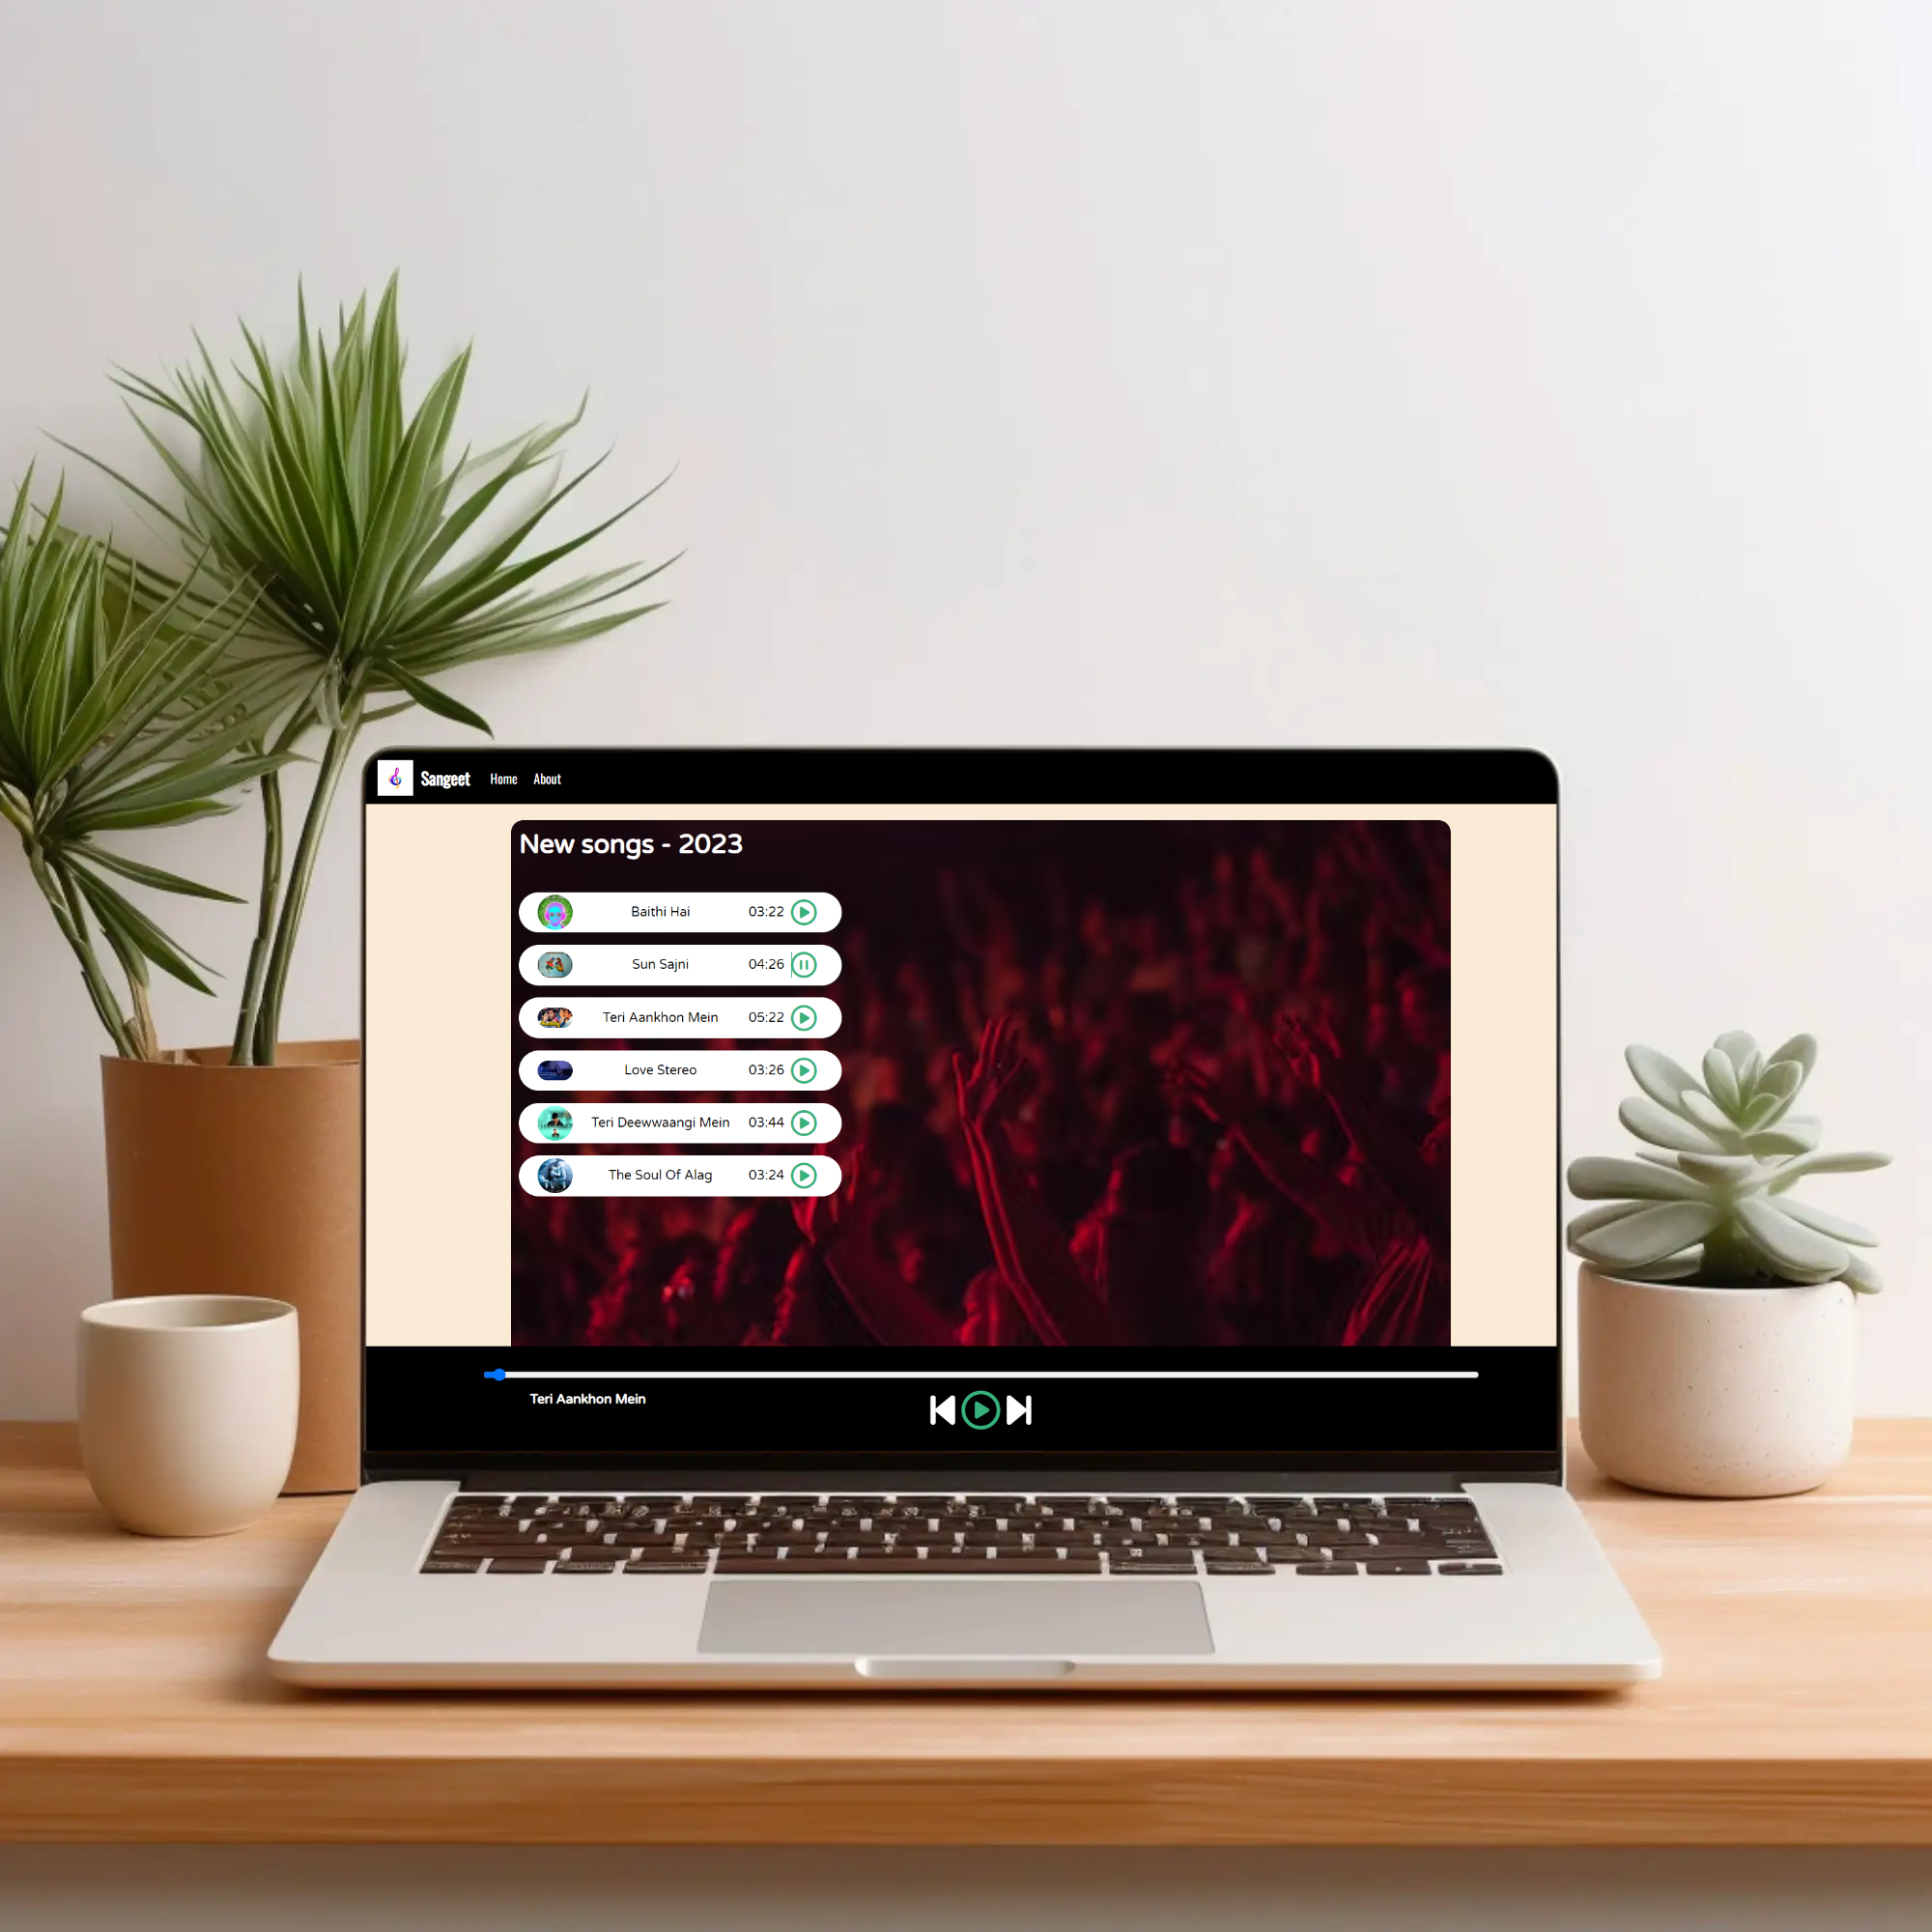 Sangeet Home About
New songs - 2023
Baithi Hai 03:22
Sun Sajni 04:26
Teri Aankhon Mein 05:22
Love Stereo 03:26
Teri Deewwaangi Mein 03:44
The Soul Of Alag 03:24
Teri Aankhon Mein